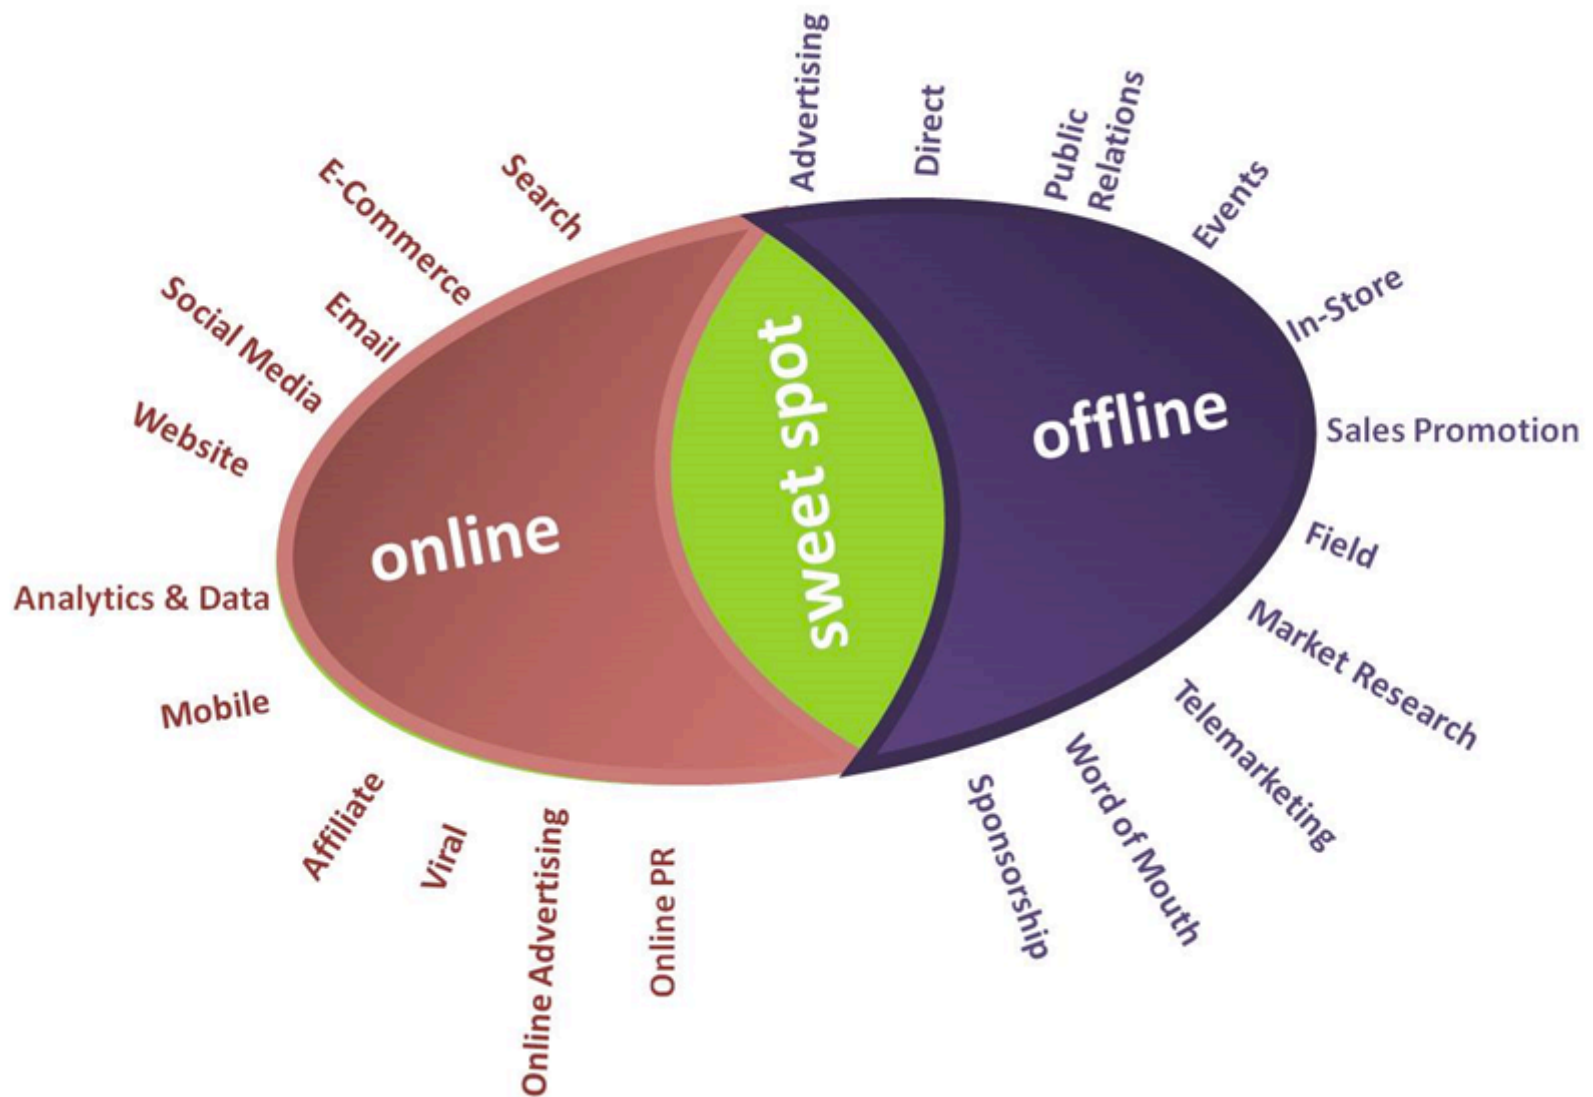 Advertising
Direct
Public
Relations
Events
In-Store
Sales Promotion
Field
Market Research
Telemarketing
Word of Mouth
Sponsorship
Search
E-Commerce
Email
Social Media
Website
Analytics & Data
Mobile
Affiliate
Viral
Online Advertising
Online PR
online
sweet spot
offline